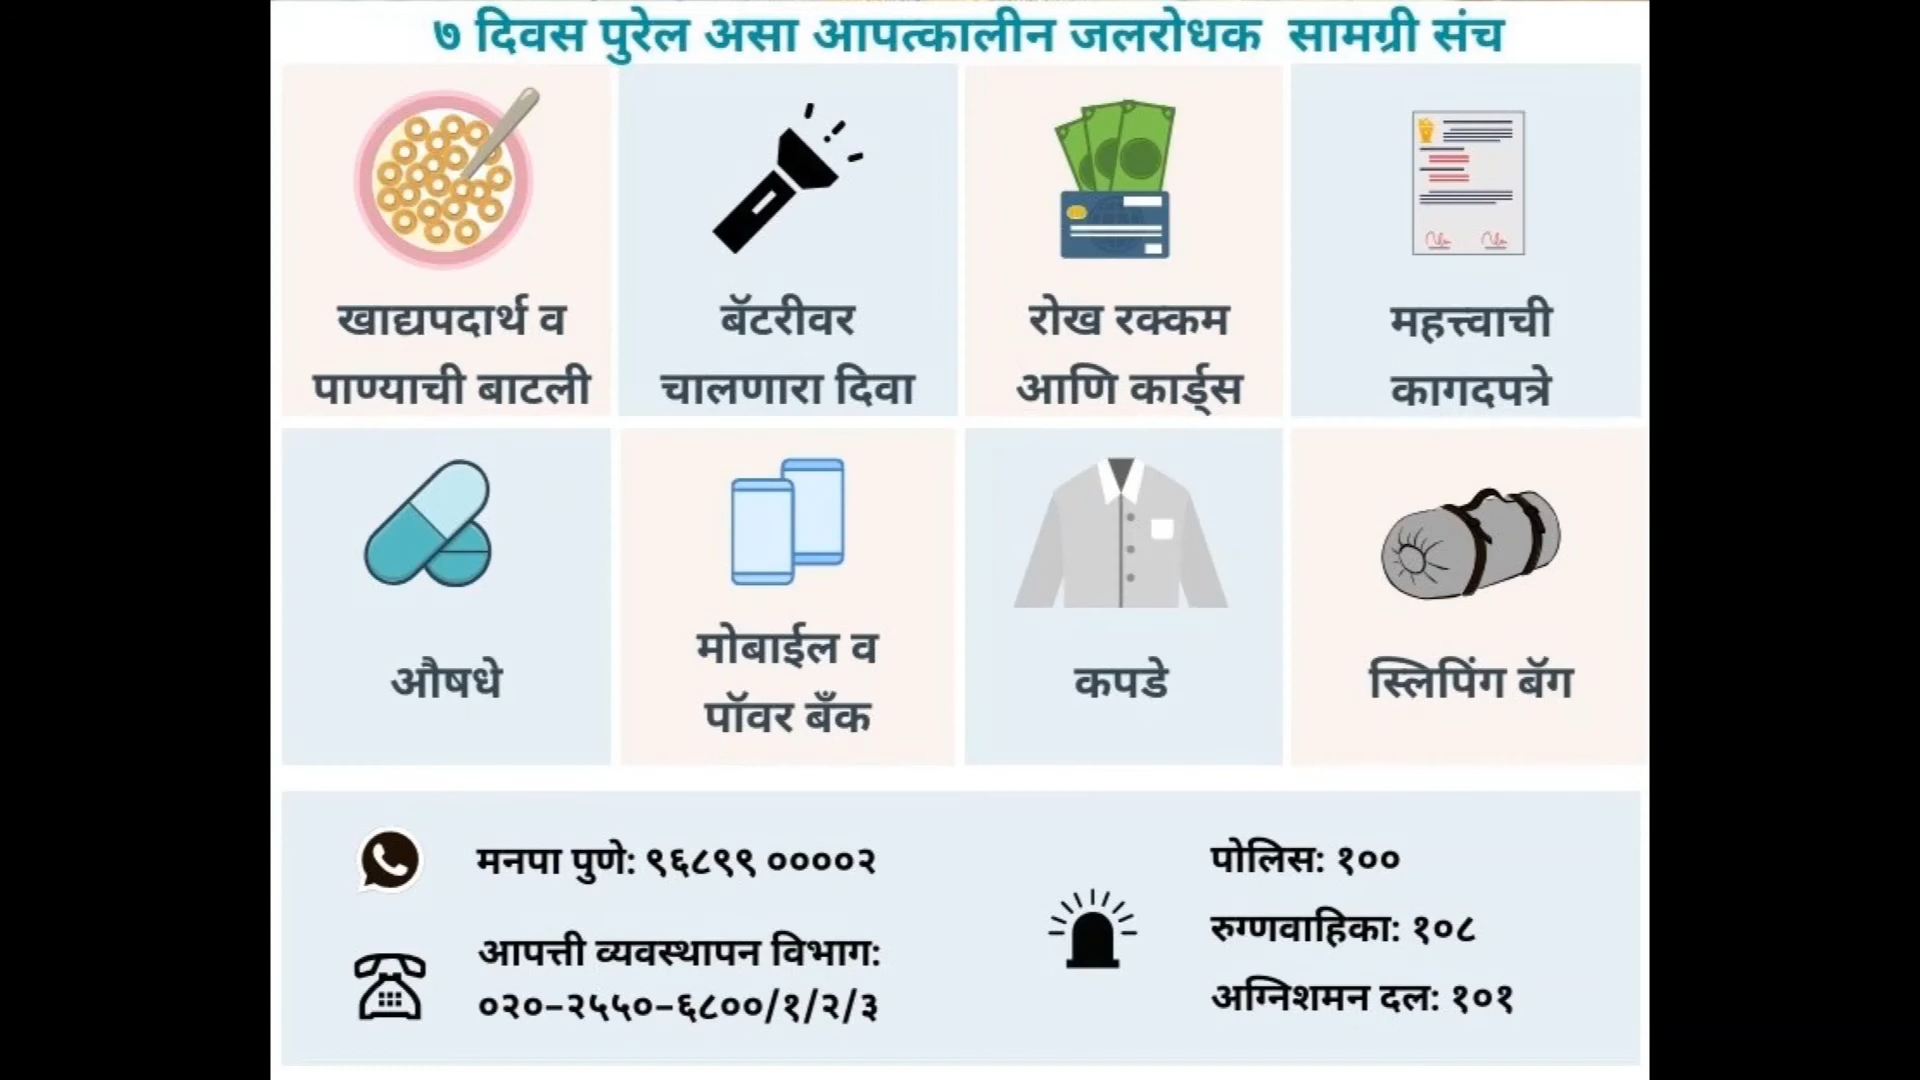 ७ दिवस पुरेल असा आपत्कालीन जलरोधक सामग्री संच
खाद्यपदार्थ व
पाण्याची बाटली
बॅटरीवर
चालणारा दिवा
रोख रक्कम
आणि कार्ड्स
महत्त्वाची
कागदपत्रे
औषधे
मोबाईल व
पॉवर बँक
कपडे
स्लिपिंग बॅग
मनपा पुणे: ९६८९९ ००००२
आपत्ती व्यवस्थापन विभाग:
०२०-२५५०-६८००/१/२/३
पोलिस: १००
रुग्णवाहिका: १०८
अग्निशमन दल: १०१